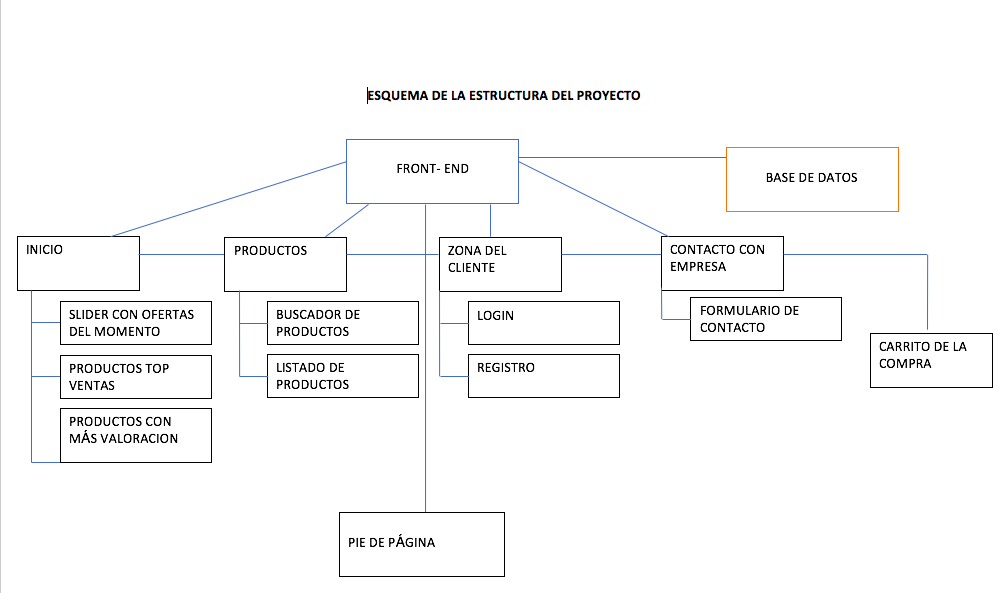 ESQUEMA DE LA ESTRUCTURA DEL PROYECTO
FRONT- END
BASE DE DATOS
INICIO
SLIDER CON OFERTAS
DEL MOMENTO
PRODUCTOS TOP
VENTAS
PRODUCTOS CON
MÁS VALORACION
PRODUCTOS
BUSCADOR DE
PRODUCTOS
LISTADO DE
PRODUCTOS
ZONA DEL
CLIENTE
LOGIN
REGISTRO
CONTACTO CON
EMPRESA
FORMULARIO DE
CONTACTO
CARRITO DE LA
COMPRA
PIE DE PÁGINA